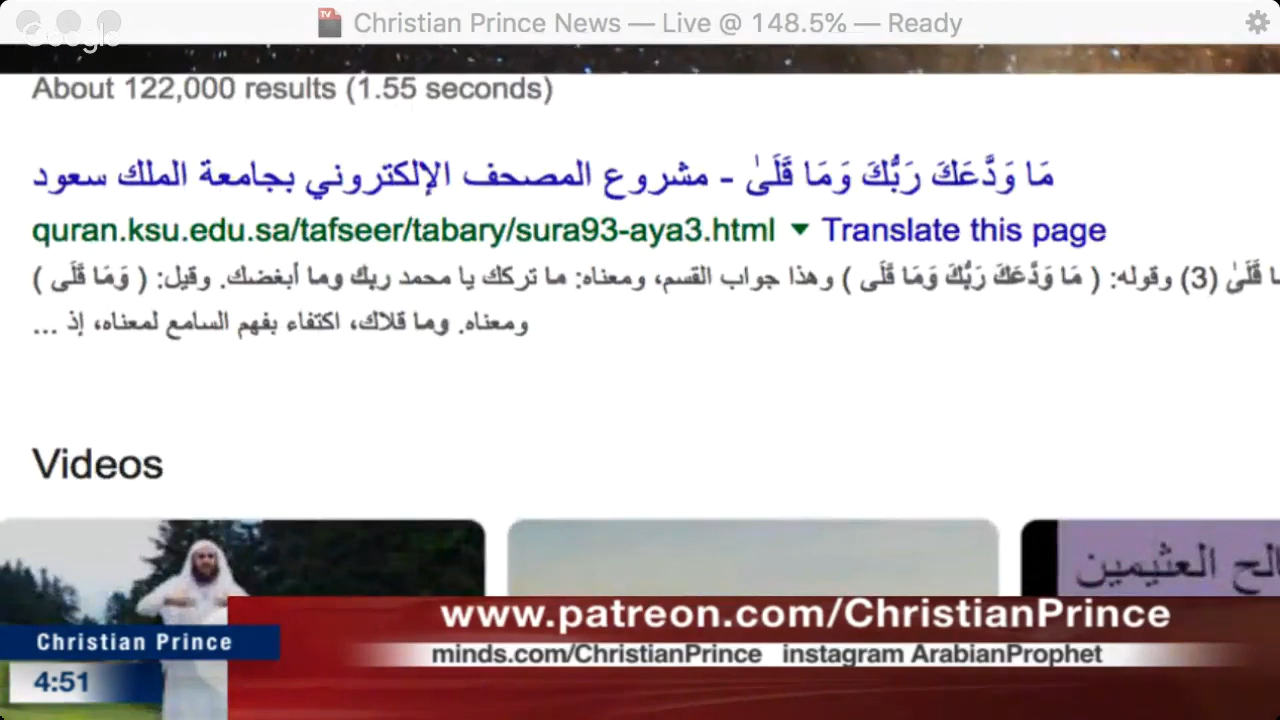 Christian Prince News — Live @ 148.5% — Ready
Google
About 122,000 results (1.55 seconds)
مَا وَدَّعَكَ رَبُّكَ وَمَا قَلَىٰ - مشروع المصحف الإلكتروني بجامعة الملك سعود
quran.ksu.edu.sa/tafseer/tabary/sura93-aya3.html ▼ Translate this page
قَلَىٰ (3) وقوله: ( مَا وَدَّعَكَ رَبُّكَ وَمَا قَلَى ) وهذا جواب القسم، ومعناه: ما تركك يا محمد ربك وما أبغضك. وقيل: ( وَمَا قَلَى )
ومعناه. وما قلاك، اكتفاء بفهم السامع لمعناه، إذ ...
Videos
العثيمين
www.patreon.com/ChristianPrince
Christian Prince
minds.com/ChristianPrince instagram ArabianProphet
4:51